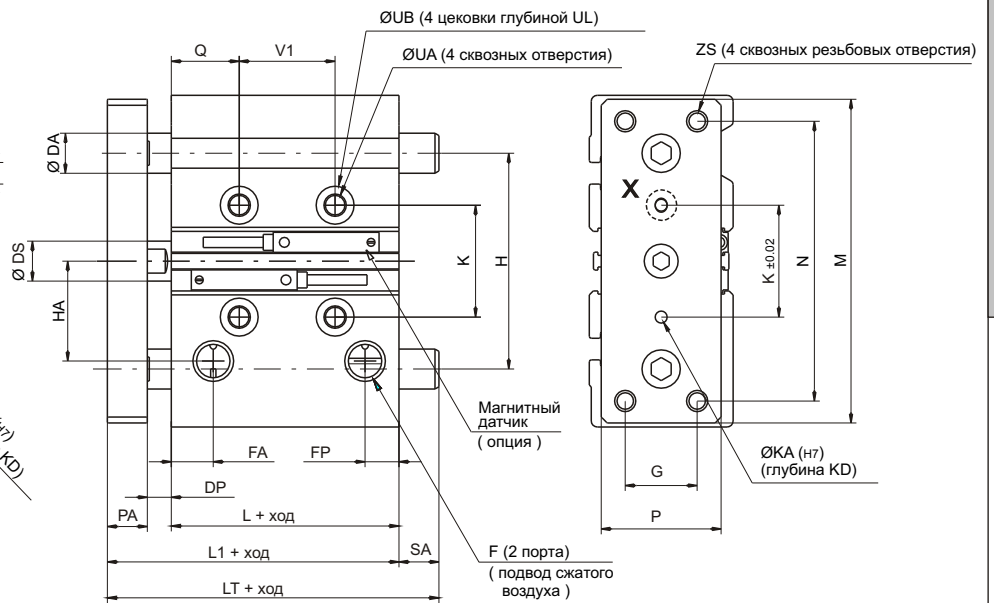 ØUB (4 цековки глубиной UL)
Q
V1
ØUA (4 сквозных отверстия)
ZS (4 сквозных резьбовых отверстия)
Ø DA
X
Ø DS
K
H
K ±0.02
N
M
HA
Магнитный
датчик
( опция )
(H7)
KD)
FA
FP
G
ØKA (H7)
(глубина KD)
DP
PA
L + ход
P
L1 + ход
SA
F (2 порта)
( подвод сжатого
воздуха )
LT + ход